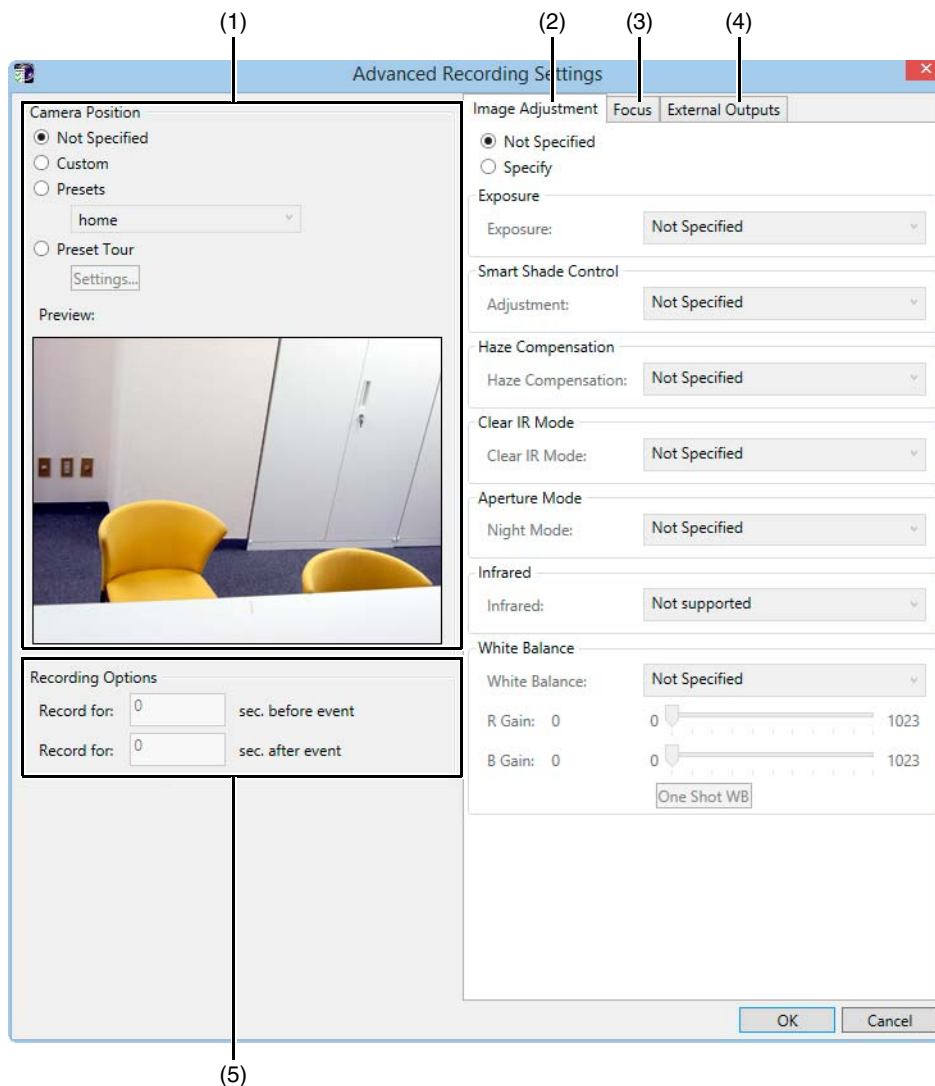 (1)
(2)
(3)
(4)
Advanced Recording Settings
Camera Position
Not Specified
Custom
Presets
home
Preset Tour
Settings...
Preview:
Recording Options
Record for: 0 sec. before event
Record for: 0 sec. after event
Image Adjustment
Focus
External Outputs
Not Specified
Specify
Exposure
Exposure: Not Specified
Smart Shade Control
Adjustment: Not Specified
Haze Compensation
Haze Compensation: Not Specified
Clear IR Mode
Clear IR Mode: Not Specified
Aperture Mode
Night Mode: Not Specified
Infrared
Infrared: Not supported
White Balance
White Balance: Not Specified
R Gain: 0 0 1023
B Gain: 0 0 1023
One Shot WB
OK
Cancel
(5)